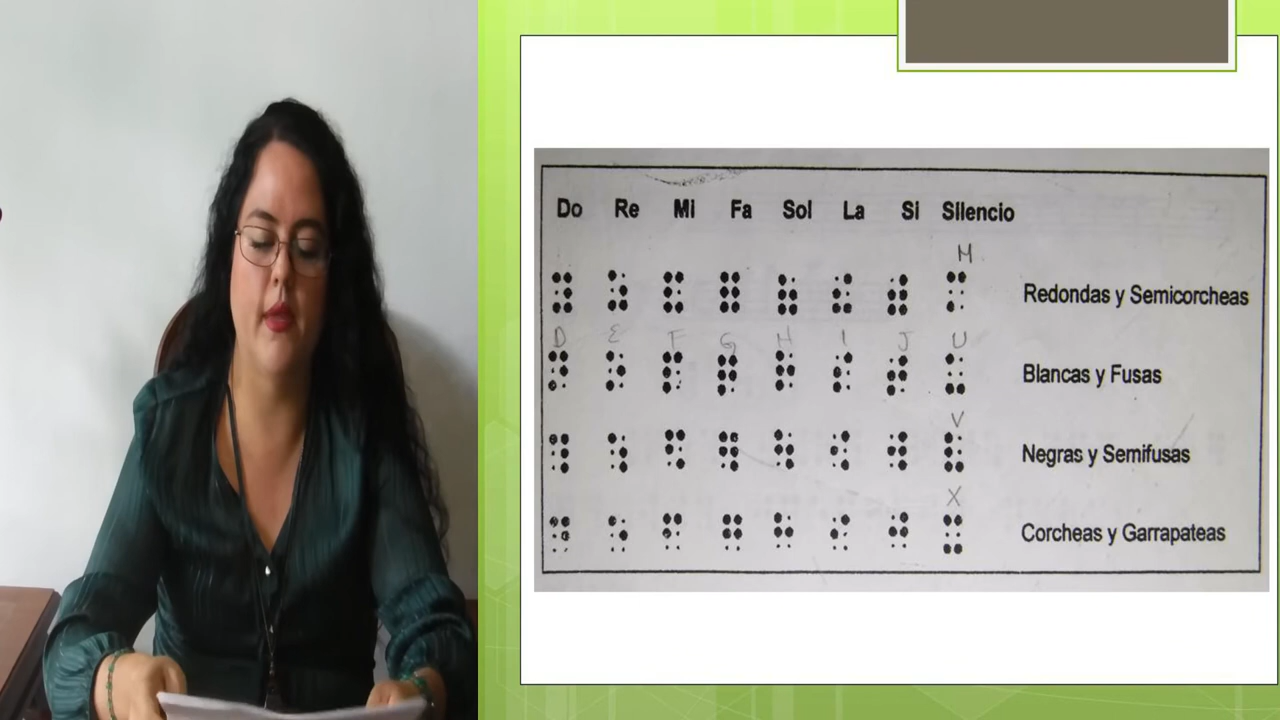 Do Re Mi Fa Sol La Si Silencio
M
Redondas y Semicorcheas
D E F G H I J U
Blancas y Fusas
V
Negras y Semifusas
X
Corcheas y Garrapateas